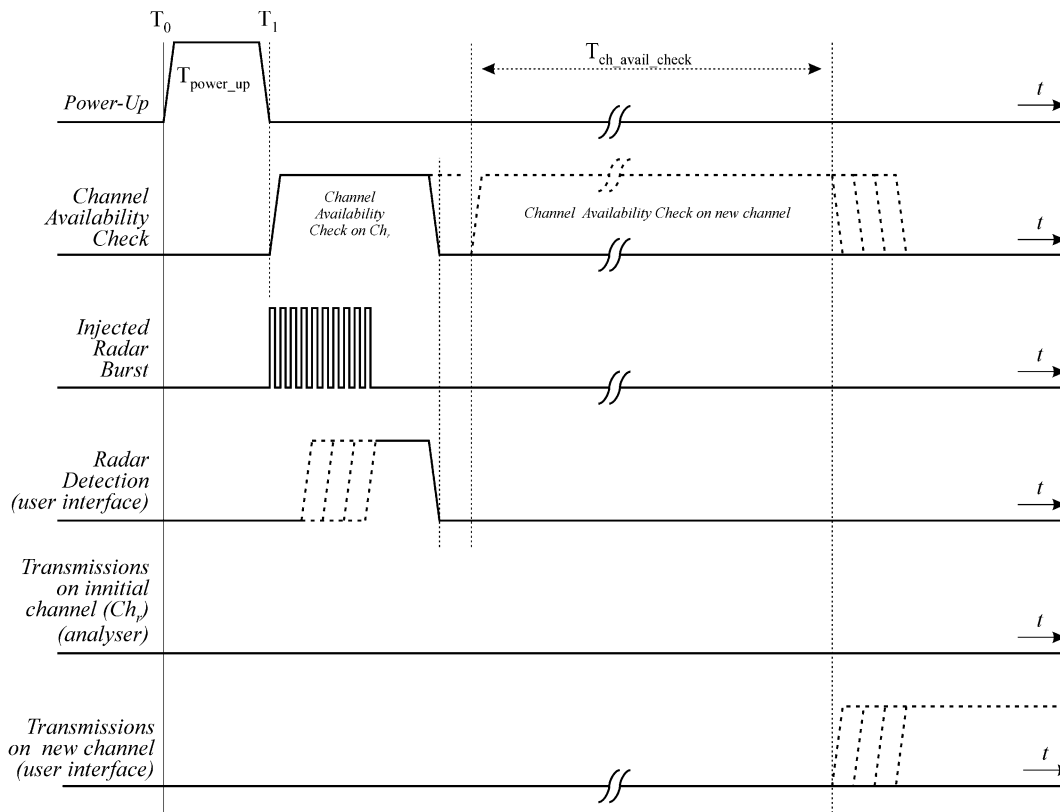 T0 T1
Tch_avail_check
Tpower_up
Power-Up
t
Channel
Availability
Check
Channel
Availability
Check on Chr
Channel Availability Check on new channel
t
Injected
Radar
Burst
t
Radar
Detection
(user interface)
t
Transmissions
on innitial
channel (Chr)
(analyser)
t
Transmissions
on new channel
(user interface)
t